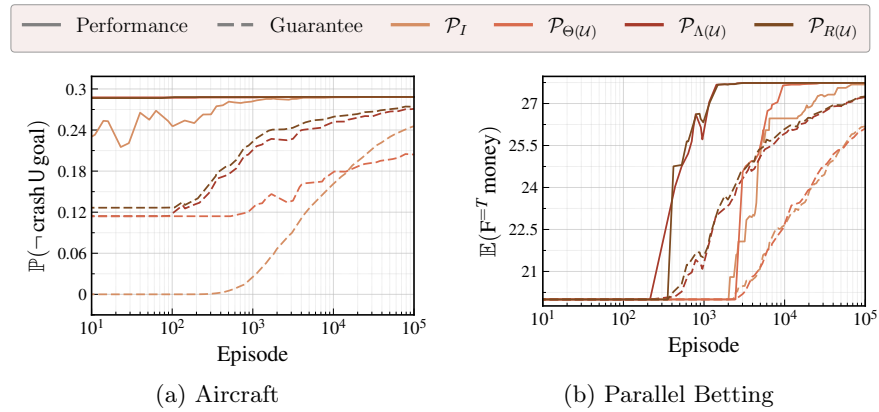 Performance Guarantee 𝒫_I 𝒫_Θ(𝒰) 𝒫_Λ(𝒰) 𝒫_R(𝒰)
ℙ(¬ crash U goal)
0.3
0.24
0.18
0.12
0.06
0
10^1 10^2 10^3 10^4 10^5
Episode
(a) Aircraft
𝔼(F^=T money)
27
25.5
24
22.5
21
10^1 10^2 10^3 10^4 10^5
Episode
(b) Parallel Betting